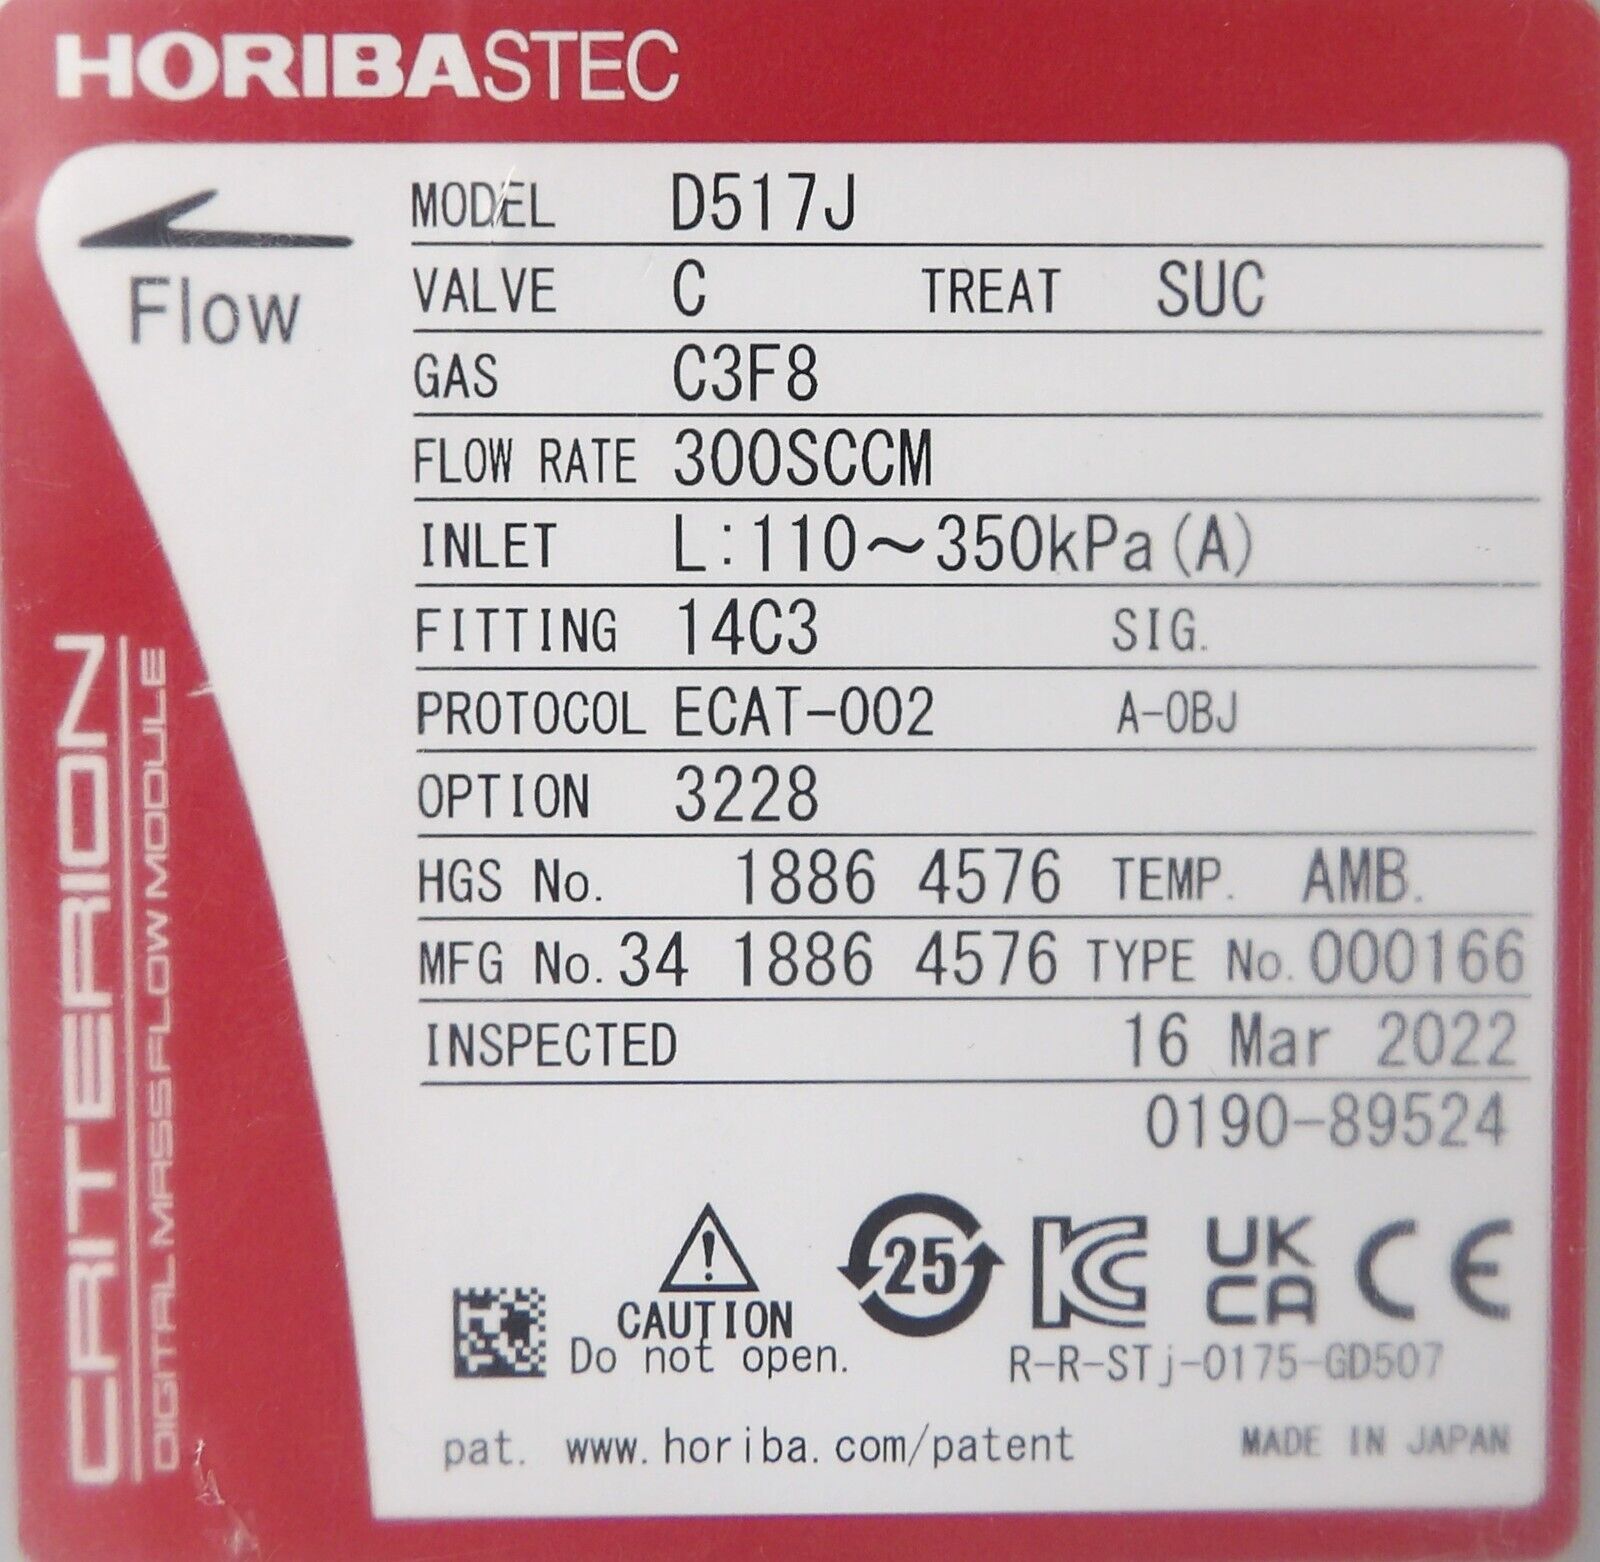 HORIBASTEC
Flow
MODEL D517J
VALVE C TREAT SUC
GAS C3F8
FLOW RATE 300SCCM
INLET L:110～350kPa(A)
FITTING 14C3 SIG.
PROTOCOL ECAT-002 A-OBJ
OPTION 3228
HGS No. 1886 4576 TEMP. AMB.
MFG No. 34 1886 4576 TYPE No. 000166
INSPECTED 16 Mar 2022
0190-89524
25
UK
CA
CE
CAUTION
Do not open.
R-R-STj-0175-GD507
pat. www.horiba.com/patent MADE IN JAPAN
CRITERION
DIGITAL MASS FLOW MODULE